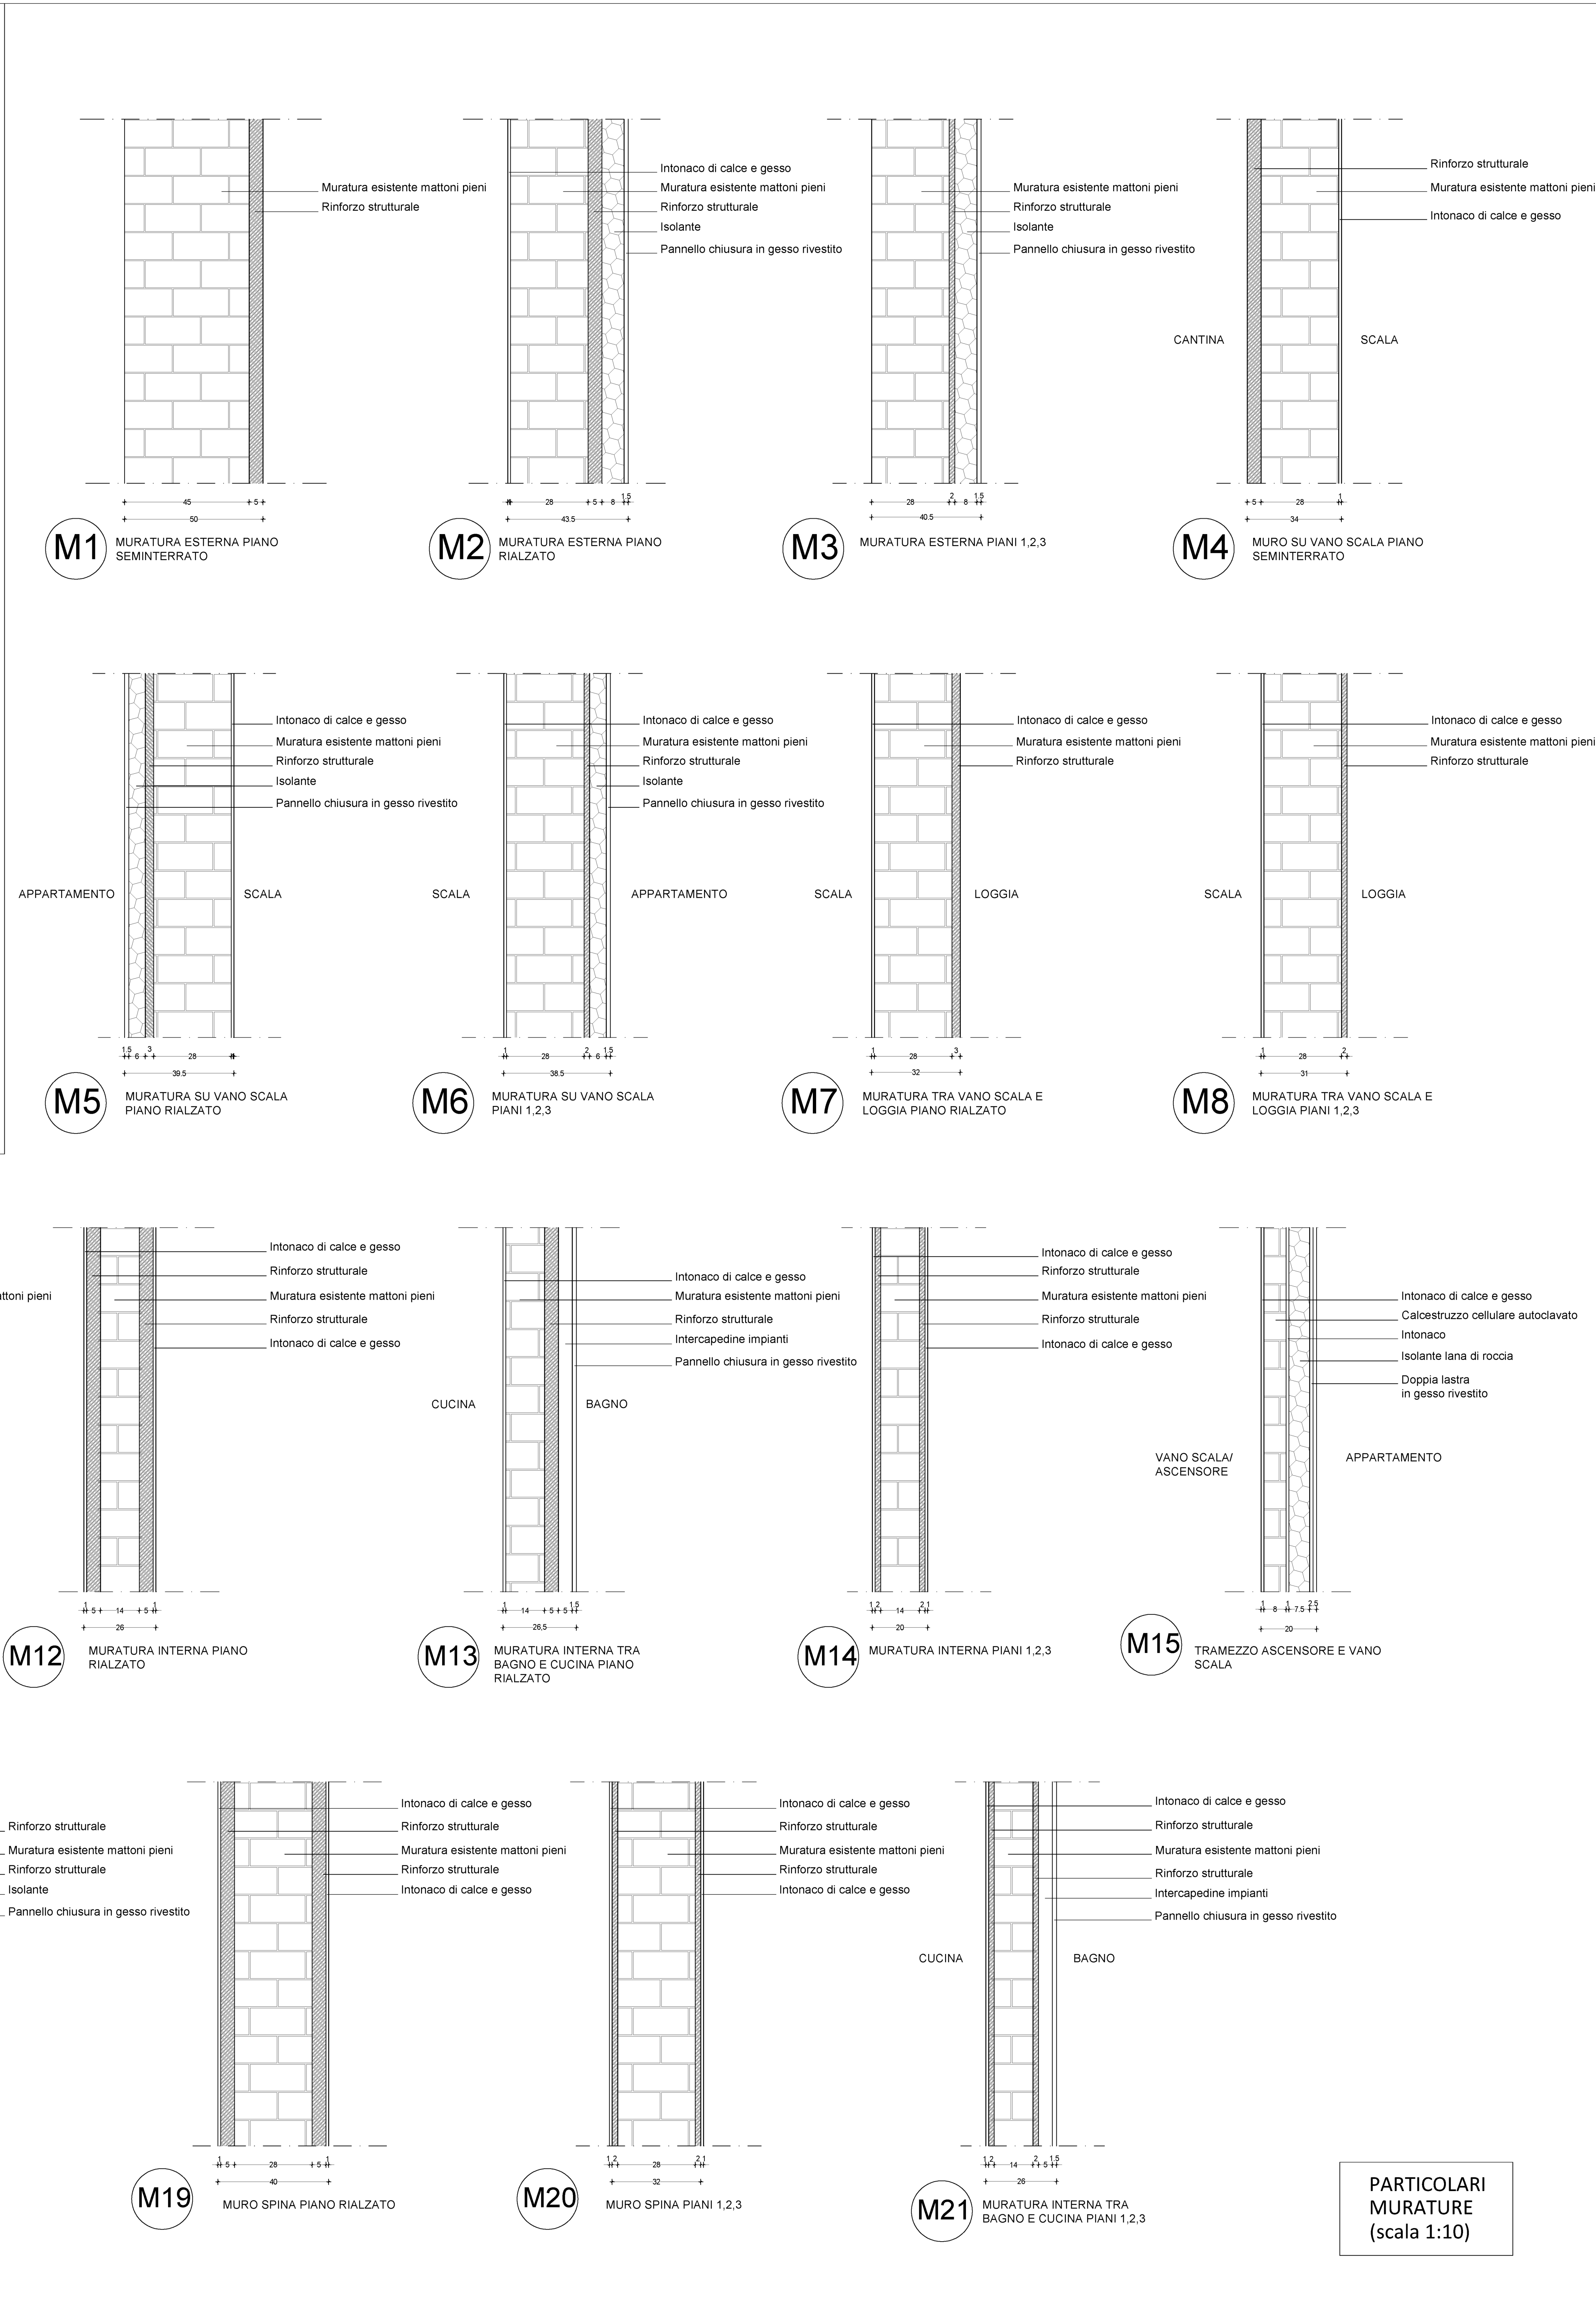 Muratura esistente mattoni pieni
Rinforzo strutturale
45
5
50
M1
MURATURA ESTERNA PIANO
SEMINTERRATO
Intonaco di calce e gesso
Muratura esistente mattoni pieni
Rinforzo strutturale
Isolante
Pannello chiusura in gesso rivestito
1
28
5
8
1.5
43.5
M2
MURATURA ESTERNA PIANO
RIALZATO
Muratura esistente mattoni pieni
Rinforzo strutturale
Isolante
Pannello chiusura in gesso rivestito
28
2
8
1.5
40.5
M3
MURATURA ESTERNA PIANI 1,2,3
Rinforzo strutturale
Muratura esistente mattoni pieni
Intonaco di calce e gesso
CANTINA
SCALA
5
28
1
34
M4
MURO SU VANO SCALA PIANO
SEMINTERRATO
Intonaco di calce e gesso
Muratura esistente mattoni pieni
Rinforzo strutturale
Isolante
Pannello chiusura in gesso rivestito
APPARTAMENTO
SCALA
1.5
6
3
28
1
39.5
M5
MURATURA SU VANO SCALA
PIANO RIALZATO
Intonaco di calce e gesso
Muratura esistente mattoni pieni
Rinforzo strutturale
Isolante
Pannello chiusura in gesso rivestito
SCALA
APPARTAMENTO
1
28
2
6
1.5
38.5
M6
MURATURA SU VANO SCALA
PIANI 1,2,3
Intonaco di calce e gesso
Muratura esistente mattoni pieni
Rinforzo strutturale
SCALA
LOGGIA
1
28
3
32
M7
MURATURA TRA VANO SCALA E
LOGGIA PIANO RIALZATO
Intonaco di calce e gesso
Muratura esistente mattoni pieni
Rinforzo strutturale
SCALA
LOGGIA
1
28
2
31
M8
MURATURA TRA VANO SCALA E
LOGGIA PIANI 1,2,3
pieni
Intonaco di calce e gesso
Rinforzo strutturale
Muratura esistente mattoni pieni
Rinforzo strutturale
Intonaco di calce e gesso
1
5
14
5
1
26
M12
MURATURA INTERNA PIANO
RIALZATO
Intonaco di calce e gesso
Muratura esistente mattoni pieni
Rinforzo strutturale
Intercapedine impianti
Pannello chiusura in gesso rivestito
CUCINA
BAGNO
1
14
5
5
1.5
26,5
M13
MURATURA INTERNA TRA
BAGNO E CUCINA PIANO
RIALZATO
Intonaco di calce e gesso
Rinforzo strutturale
Muratura esistente mattoni pieni
Rinforzo strutturale
Intonaco di calce e gesso
1
2
14
2
1
20
M14
MURATURA INTERNA PIANI 1,2,3
Intonaco di calce e gesso
Calcestruzzo cellulare autoclavato
Intonaco
Isolante lana di roccia
Doppia lastra
in gesso rivestito
VANO SCALA/
ASCENSORE
APPARTAMENTO
1
8
1
7.5
2.5
20
M15
TRAMEZZO ASCENSORE E VANO
SCALA
Rinforzo strutturale
Muratura esistente mattoni pieni
Rinforzo strutturale
Isolante
Pannello chiusura in gesso rivestito
Intonaco di calce e gesso
Rinforzo strutturale
Muratura esistente mattoni pieni
Rinforzo strutturale
Intonaco di calce e gesso
1
5
28
5
1
40
M19
MURO SPINA PIANO RIALZATO
Intonaco di calce e gesso
Rinforzo strutturale
Muratura esistente mattoni pieni
Rinforzo strutturale
Intonaco di calce e gesso
1
2
28
2
1
32
M20
MURO SPINA PIANI 1,2,3
Intonaco di calce e gesso
Rinforzo strutturale
Muratura esistente mattoni pieni
Rinforzo strutturale
Intercapedine impianti
Pannello chiusura in gesso rivestito
CUCINA
BAGNO
1
2
14
2
5
1.5
26
M21
MURATURA INTERNA TRA
BAGNO E CUCINA PIANI 1,2,3
PARTICOLARI
MURATURE
(scala 1:10)